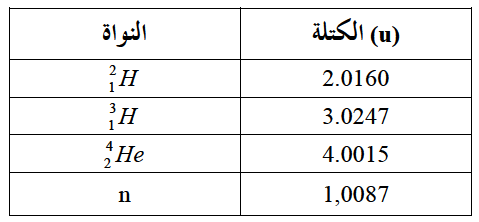 النواة الكتلة (u)
²₁H 2.0160
³₁H 3.0247
⁴₂He 4.0015
n 1,0087